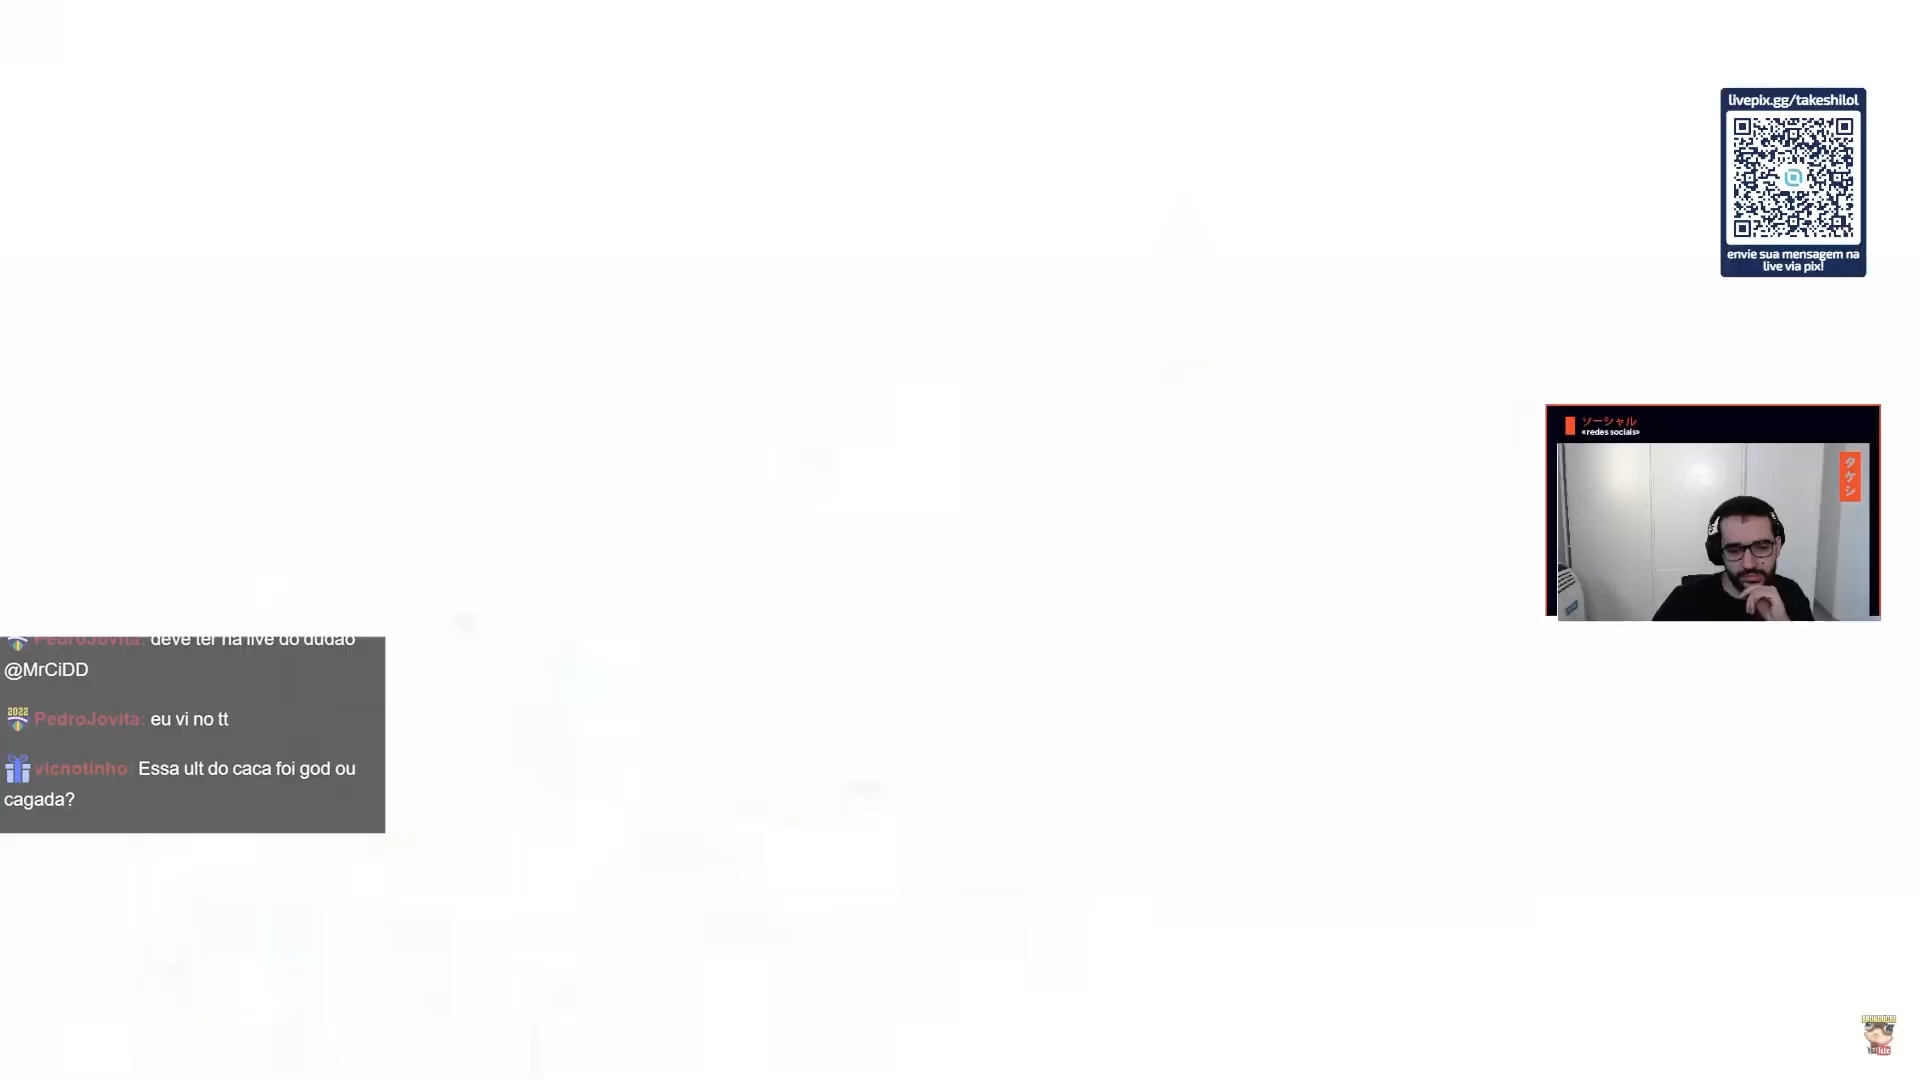 livepix.gg/takeshilol
envie sua mensagem na
live via pix!
ソーシャル
«redes sociais»
タケシ
PedroJovita: deve ter na live do dudao
@MrCiDD
2022 PedroJovita: eu vi no tt
vicnotinho: Essa ult do caca foi god ou
cagada?